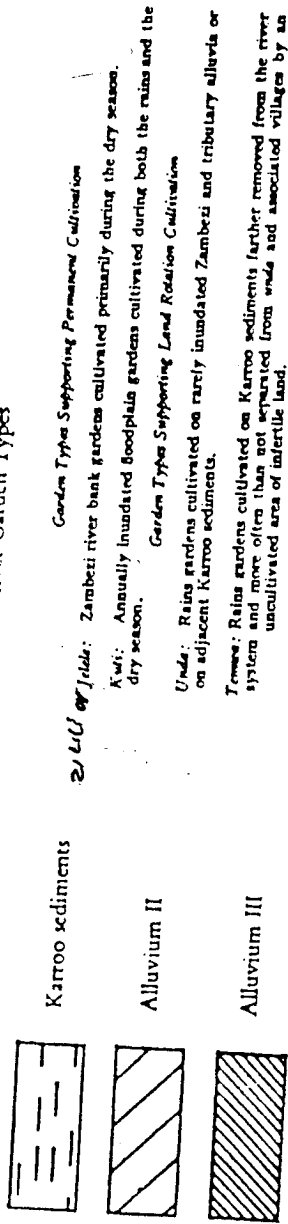 Garden Types
Garden Types Supporting Permanent Cultivation
or Jelele: Zambezi river bank gardens cultivated primarily during the dry season.
Kuti: Annually inundated floodplain gardens cultivated during both the rains and the
dry season.
Garden Types Supporting Land Rotation Cultivation
Unda: Rains gardens cultivated on rarely inundated Zambezi and tributary alluvia or
on adjacent Karroo sediments.
Temwa: Rains gardens cultivated on Karroo sediments farther removed from the river
system and more often than not separated from unda and associated villages by an
uncultivated area of infertile land.
Karroo sediments
Alluvium II
Alluvium III